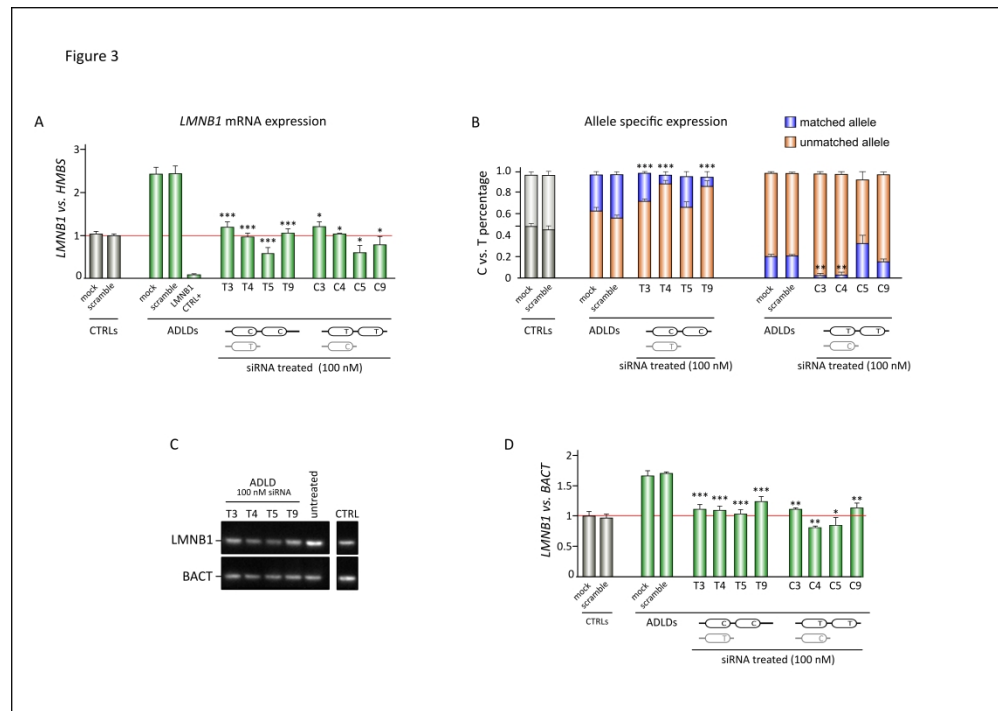 Figure 3
A
LMNB1 mRNA expression
LMNB1 vs. HMBS
3
2
1
0
***
***
***
***
*
*
*
*
mock
scramble
mock
scramble
LMNB1
CTRL+
T3 T4 T5 T9 C3 C4 C5 C9
CTRLs
ADLDs
C C
T
T T
C
siRNA treated (100 nM)
B
Allele specific expression
matched allele
unmatched allele
C vs. T percentage
1.0
0.8
0.6
0.4
0.2
0
*** *** ***
** **
mock
scramble
mock
scramble
T3 T4 T5 T9
mock
scramble
C3 C4 C5 C9
CTRLs
ADLDs
C C
T
siRNA treated (100 nM)
ADLDs
T T
C
siRNA treated (100 nM)
C
ADLD
100 nM siRNA
T3 T4 T5 T9
untreated
CTRL
LMNB1
BACT
D
LMNB1 vs. BACT
2
1.5
1
0.5
0
***
***
***
***
**
**
*
**
mock
scramble
mock
scramble
T3 T4 T5 T9 C3 C4 C5 C9
CTRLs
ADLDs
C C
T
T T
C
siRNA treated (100 nM)